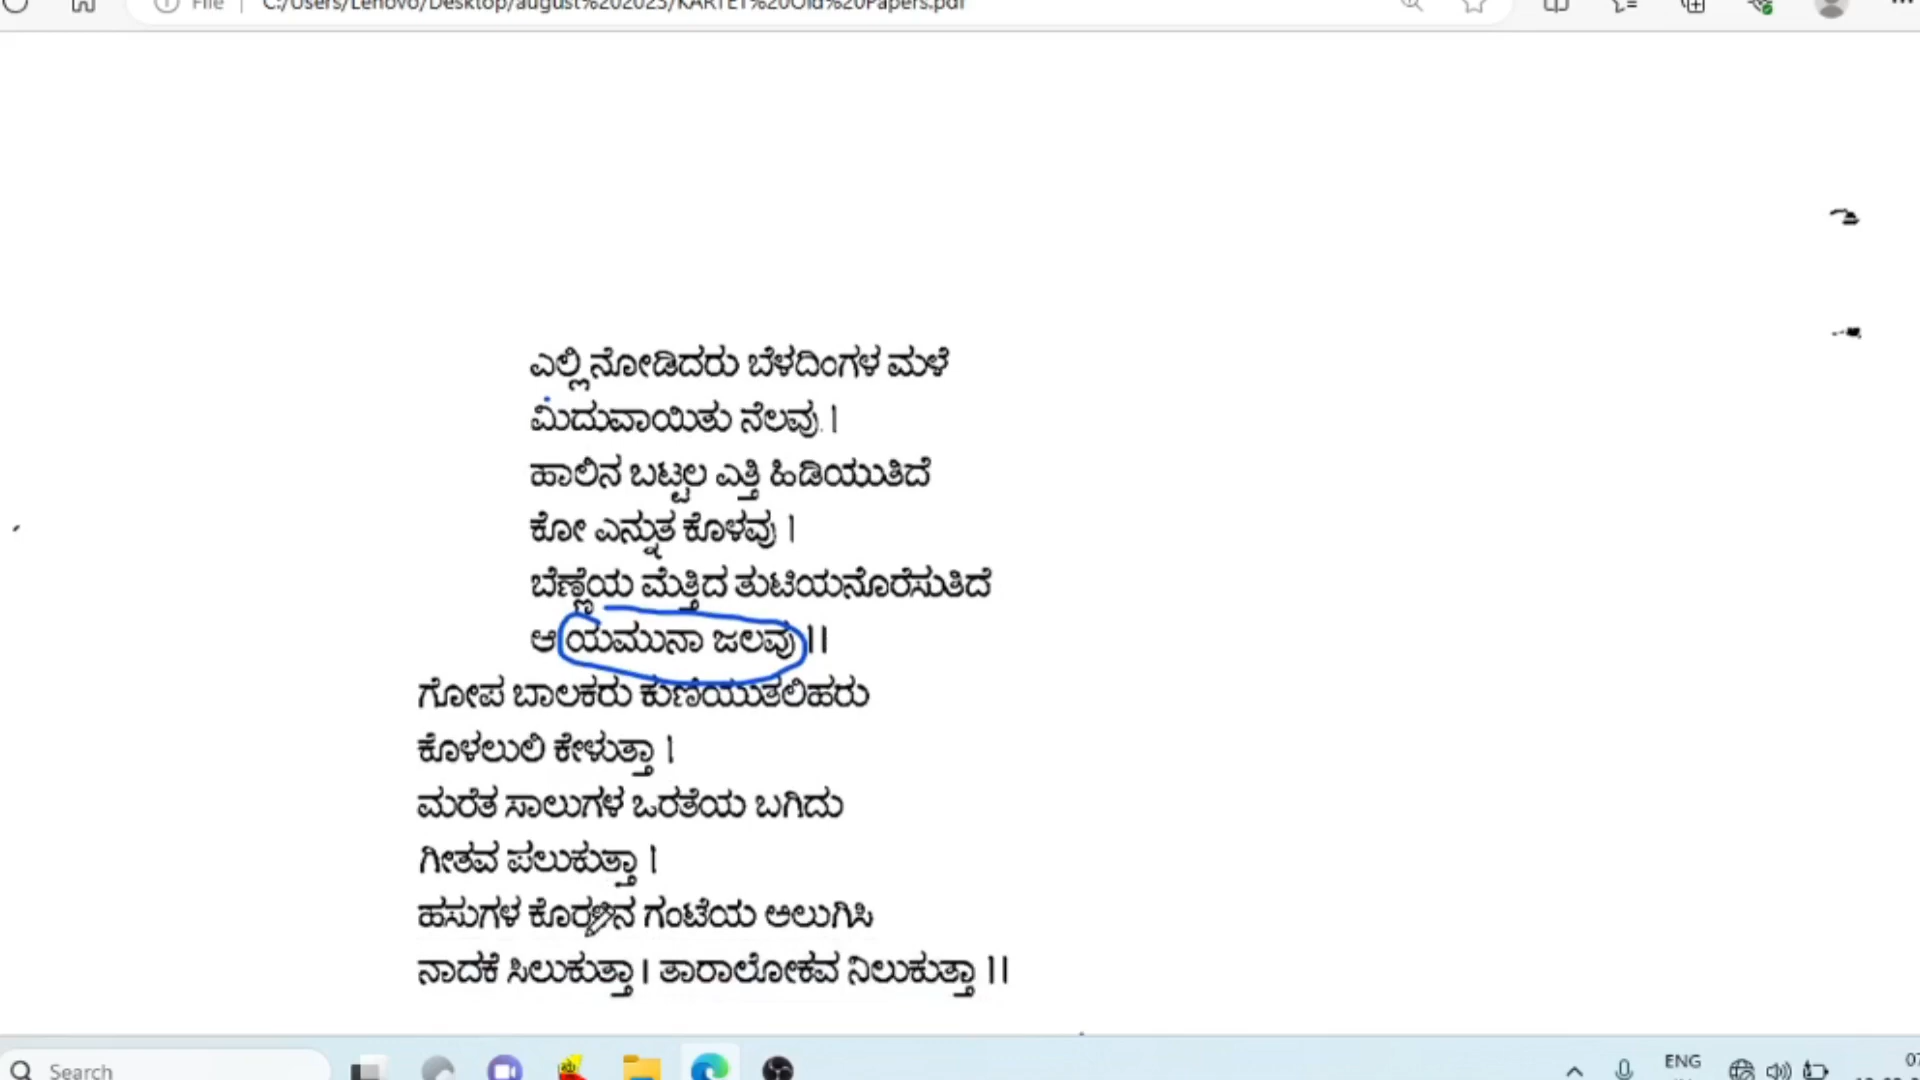 File
C:/Users/Lenovo/Desktop/august%202023/KARTET%20Old%20Papers.pdf
ಎಲ್ಲಿ ನೋಡಿದರು ಬೆಳದಿಂಗಳ ಮಳೆ
ಮಿದುವಾಯಿತು ನೆಲವು |
ಹಾಲಿನ ಬಟ್ಟಲ ಎತ್ತಿ ಹಿಡಿಯುತಿದೆ
ಕೋ ಎನ್ನುತ ಕೊಳವು |
ಬೆಣ್ಣೆಯ ಮೆತ್ತಿದ ತುಟಿಯನೊರೆಸುತಿದೆ
ಆ ಯಮುನಾ ಜಲವು ||
ಗೋಪ ಬಾಲಕರು ಕುಣಿಯುತಲಿಹರು
ಕೊಳಲುಲಿ ಕೇಳುತ್ತಾ |
ಮರೆತ ಸಾಲುಗಳ ಒರತೆಯ ಬಗಿದು
ಗೀತವ ಪಲುಕುತ್ತಾ |
ಹಸುಗಳ ಕೊರಳಿನ ಗಂಟೆಯ ಅಲುಗಿಸಿ
ನಾದಕೆ ಸಿಲುಕುತ್ತಾ | ತಾರಾಲೋಕವ ನಿಲುಕುತ್ತಾ ||
Search
ENG